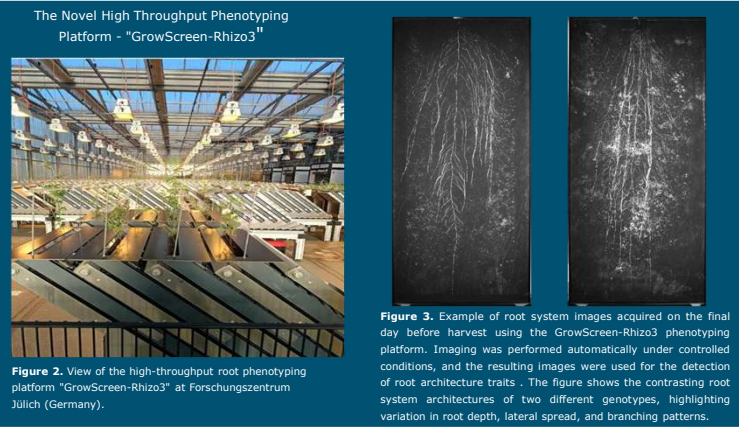 The Novel High Throughput Phenotyping
Platform - "GrowScreen-Rhizo3"
Figure 2. View of the high-throughput root phenotyping
platform "GrowScreen-Rhizo3" at Forschungszentrum
Jülich (Germany).
Figure 3. Example of root system images acquired on the final
day before harvest using the GrowScreen-Rhizo3 phenotyping
platform. Imaging was performed automatically under controlled
conditions, and the resulting images were used for the detection
of root architecture traits . The figure shows the contrasting root
system architectures of two different genotypes, highlighting
variation in root depth, lateral spread, and branching patterns.